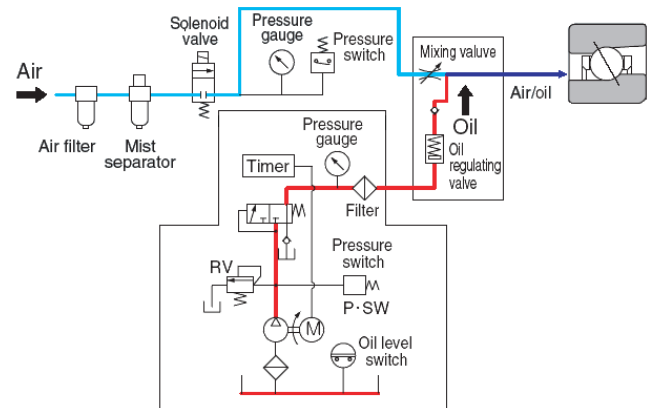 Solenoid
valve
Pressure
gauge
Pressure
switch
Mixing valuve
Air
Air/oil
Air filter
Mist
separator
Oil
Oil
regulating
valve
Pressure
gauge
Timer
Filter
Pressure
switch
RV
P·SW
M
Oil level
switch